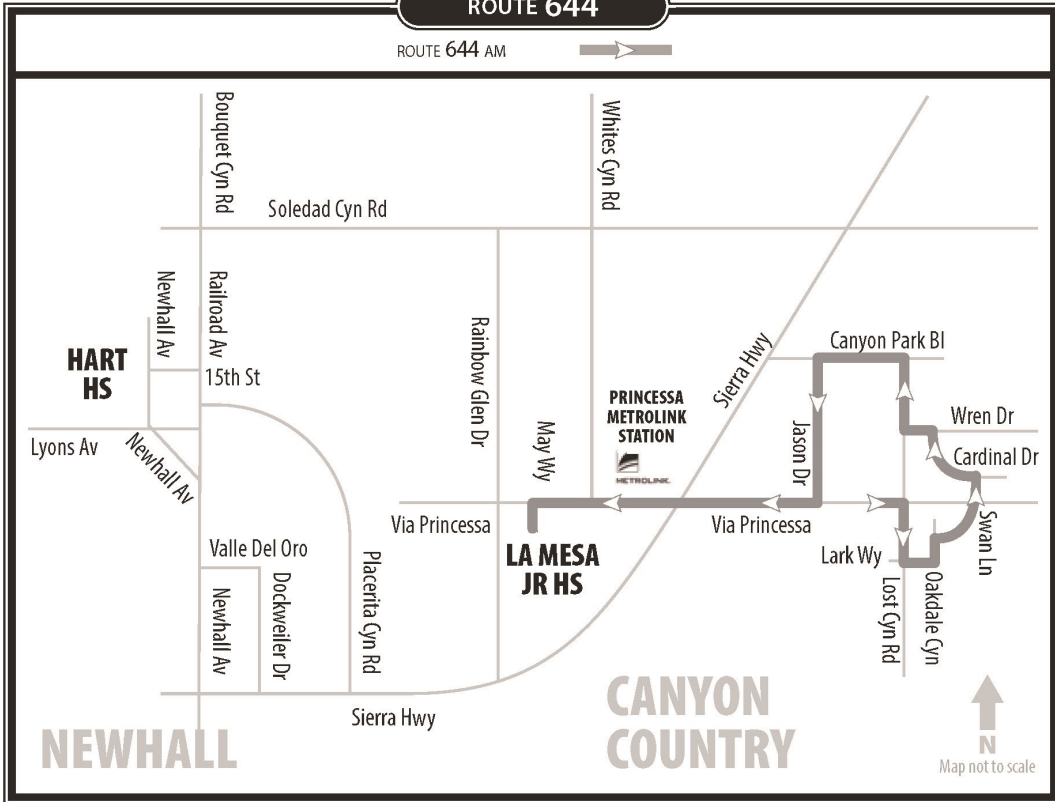 ROUTE 644
ROUTE 644 AM
Bouquet Cyn Rd
Whites Cyn Rd
Soledad Cyn Rd
Newhall Av
Railroad Av
Rainbow Glen Dr
Sierra Hwy
Canyon Park Bl
HART
HS
15th St
PRINCESSA
METROLINK
STATION
METROLINK
May Wy
Jason Dr
Wren Dr
Cardinal Dr
Lyons Av
Newhall Av
Via Princessa
Via Princessa
Swan Ln
LA MESA
JR HS
Lark Wy
Lost Cyn Rd
Oakdale Cyn
Valle Del Oro
Newhall Av
Dockweiler Dr
Placerita Cyn Rd
Sierra Hwy
NEWHALL
CANYON
COUNTRY
N
Map not to scale